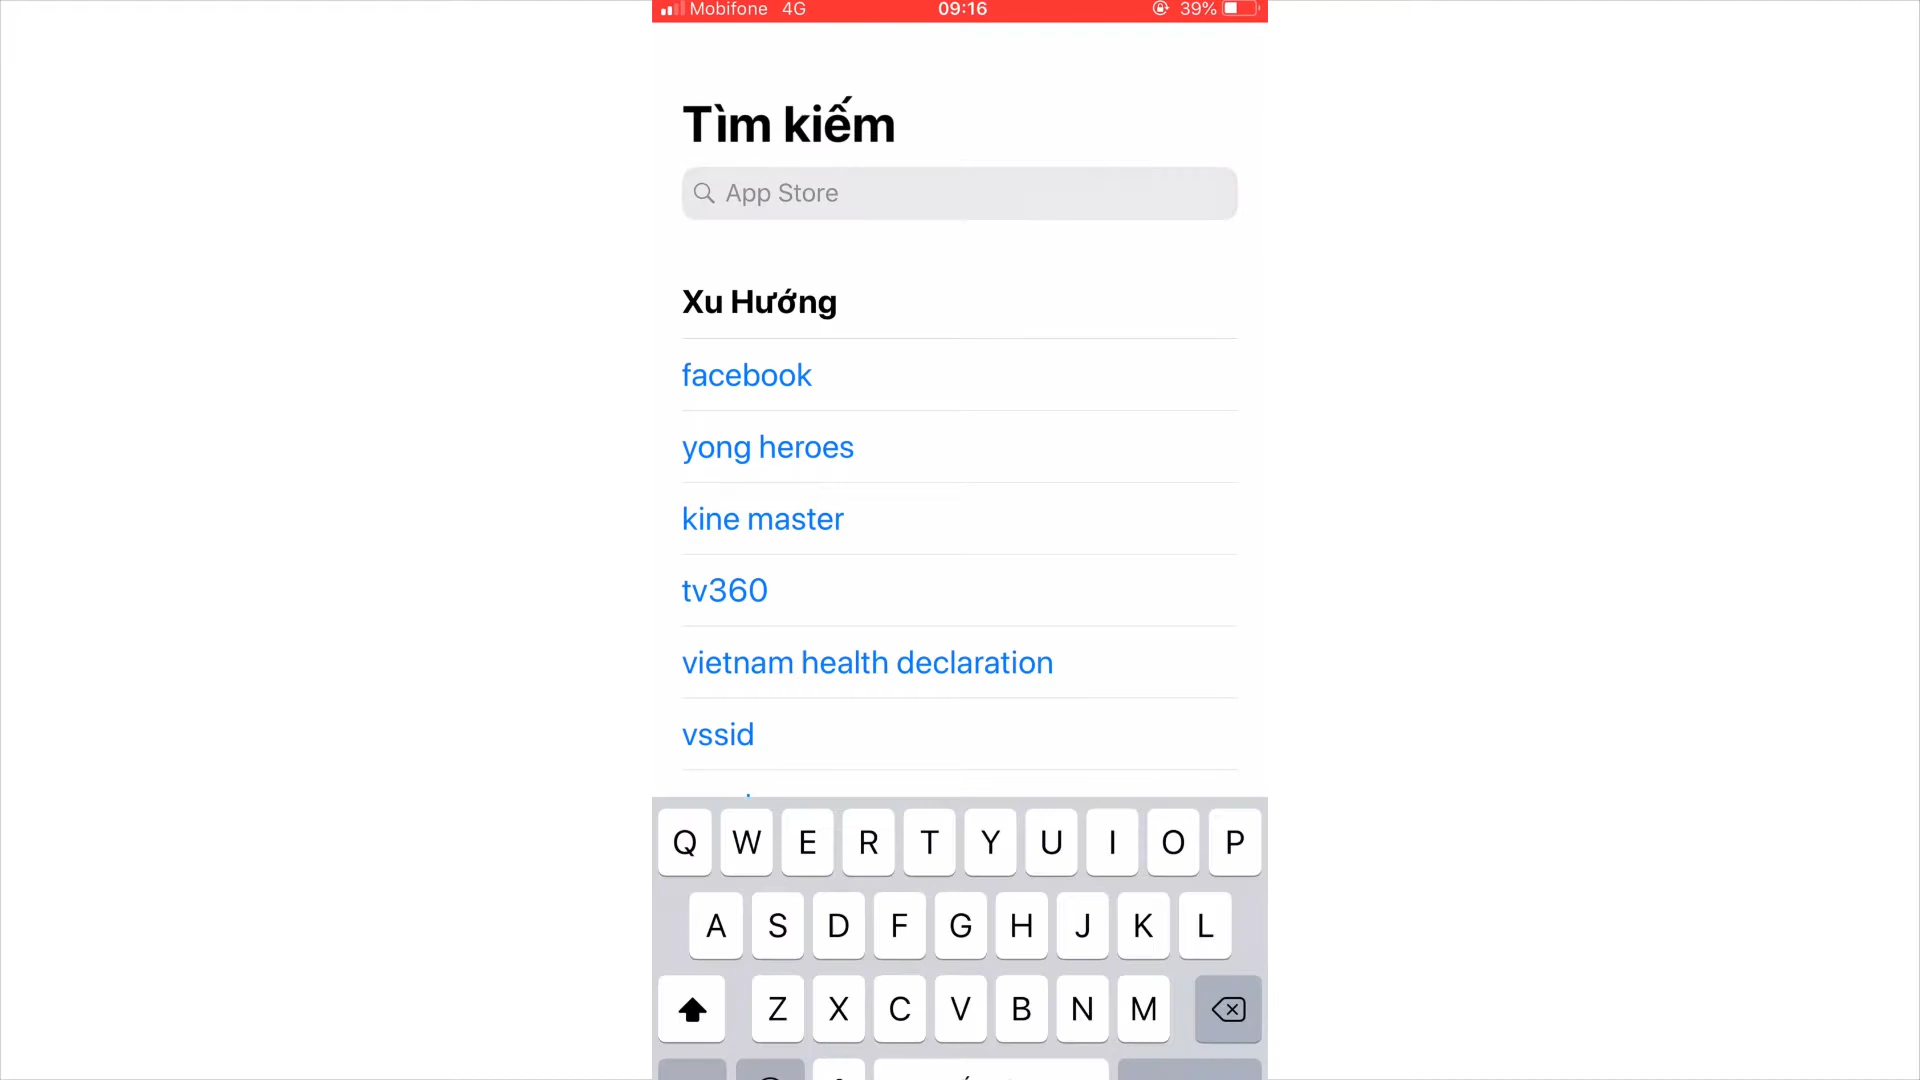 Mobifone 4G 09:16 39%
Tìm kiếm
App Store
Xu Hướng
facebook
yong heroes
kine master
tv360
vietnam health declaration
vssid
Q W E R T Y U I O P
A S D F G H J K L
Z X C V B N M